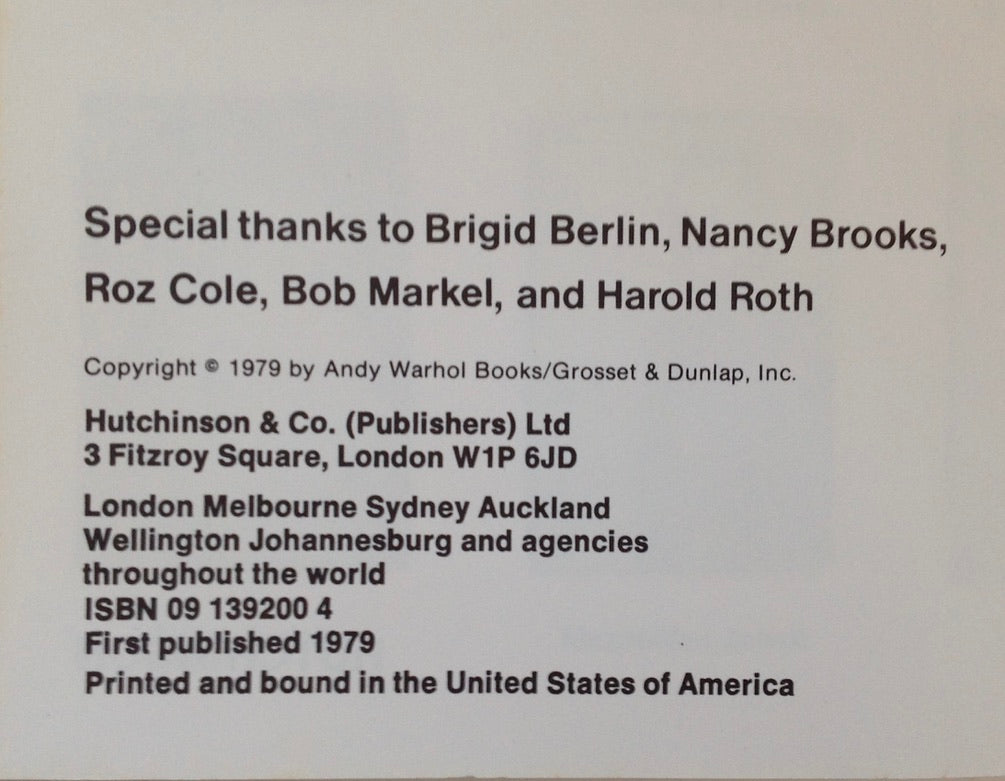 Special thanks to Brigid Berlin, Nancy Brooks,
Roz Cole, Bob Markel, and Harold Roth
Copyright © 1979 by Andy Warhol Books/Grosset & Dunlap, Inc.
Hutchinson & Co. (Publishers) Ltd
3 Fitzroy Square, London W1P 6JD
London Melbourne Sydney Auckland
Wellington Johannesburg and agencies
throughout the world
ISBN 09 139200 4
First published 1979
Printed and bound in the United States of America